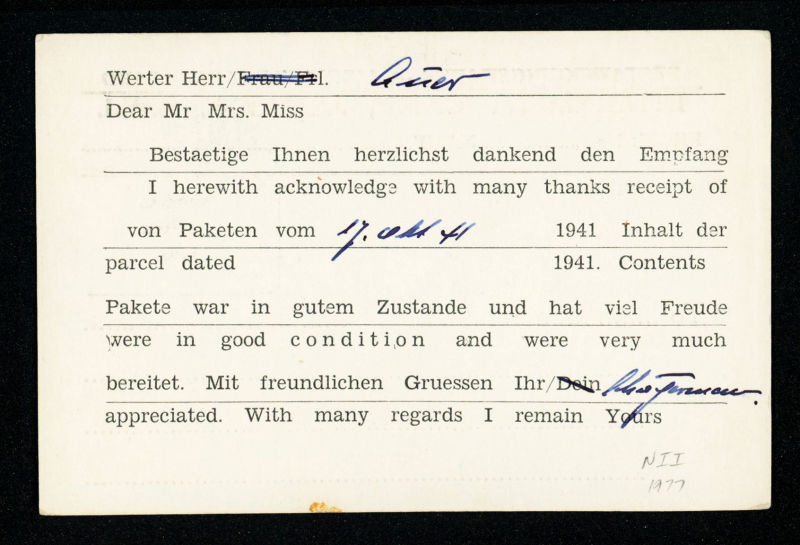 Werter Herr/Frau/Frl. Auer
Dear Mr Mrs. Miss
Bestaetige Ihnen herzlichst dankend den Empfang
I herewith acknowledge with many thanks receipt of
von Paketen vom 17. Okt 41 1941 Inhalt der
parcel dated 1941. Contents
Pakete war in gutem Zustande und hat viel Freude
were in good condition and were very much
bereitet. Mit freundlichen Gruessen Ihr/Dein
appreciated. With many regards I remain Yours
NII
1977